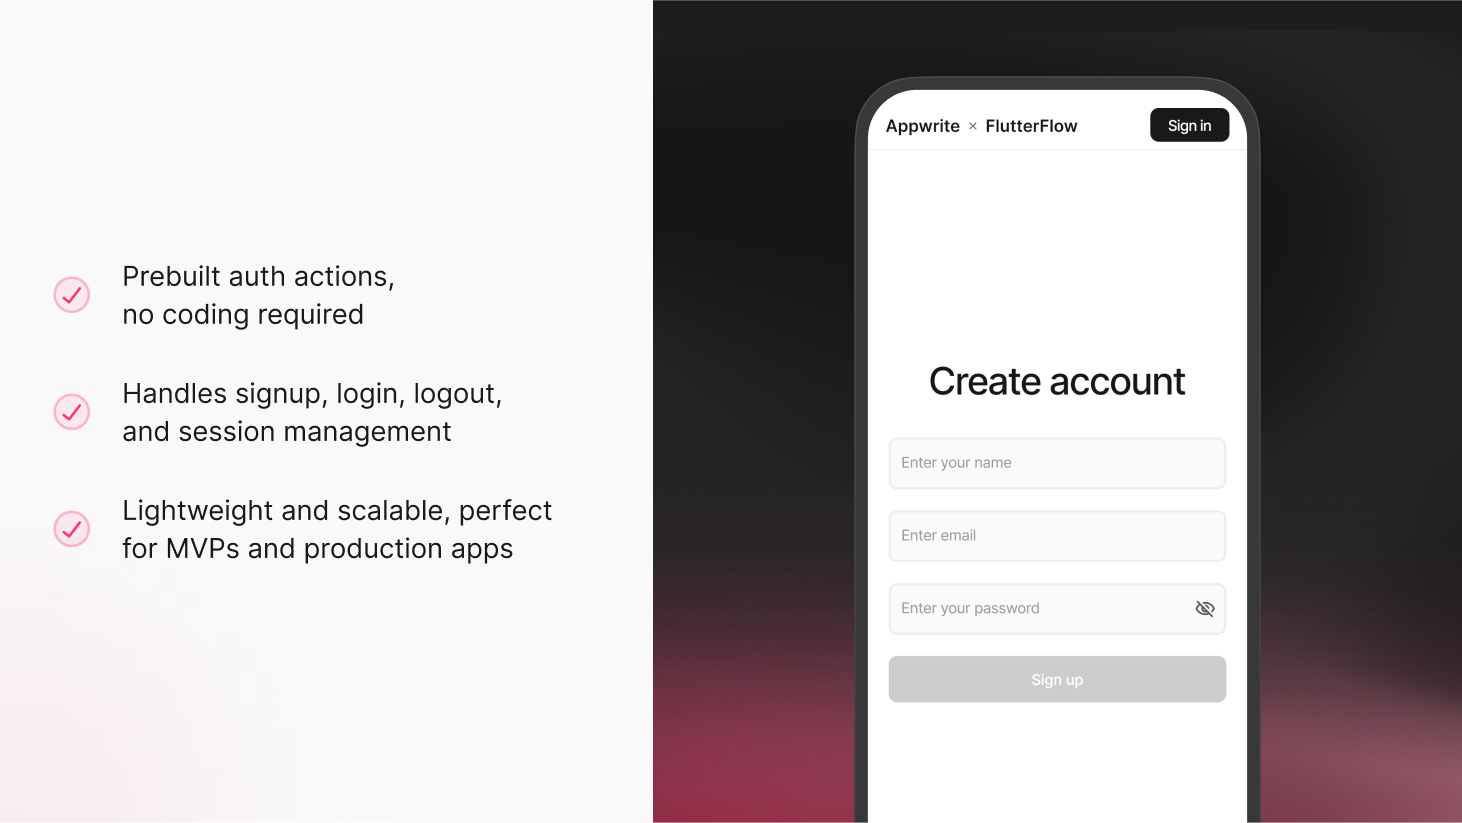 Prebuilt auth actions,
no coding required
Handles signup, login, logout,
and session management
Lightweight and scalable, perfect
for MVPs and production apps
Appwrite × FlutterFlow
Sign in
Create account
Enter your name
Enter email
Enter your password
Sign up